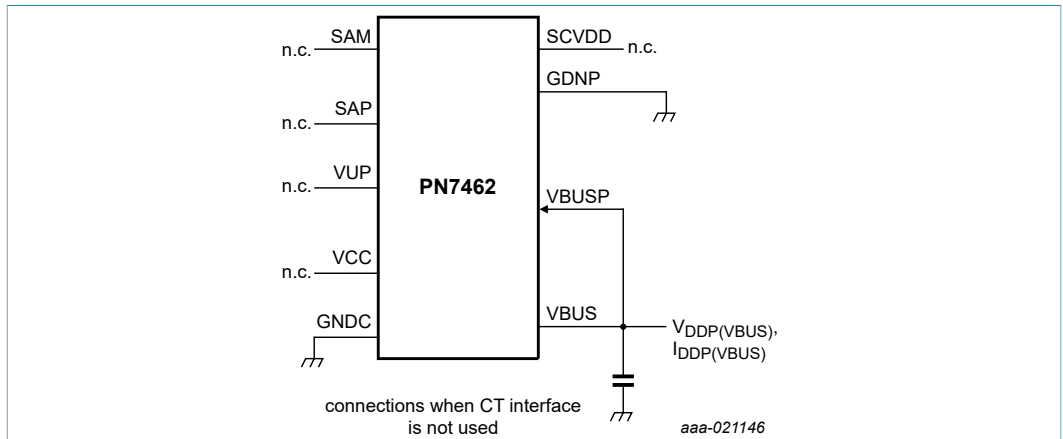 SAM
n.c.
SAP
n.c.
VUP
n.c.
VCC
n.c.
GNDC
PN7462
SCVDD
n.c.
GDNP
VBUSP
VBUS
VDDP(VBUS),
IDDP(VBUS)
connections when CT interface
is not used
aaa-021146